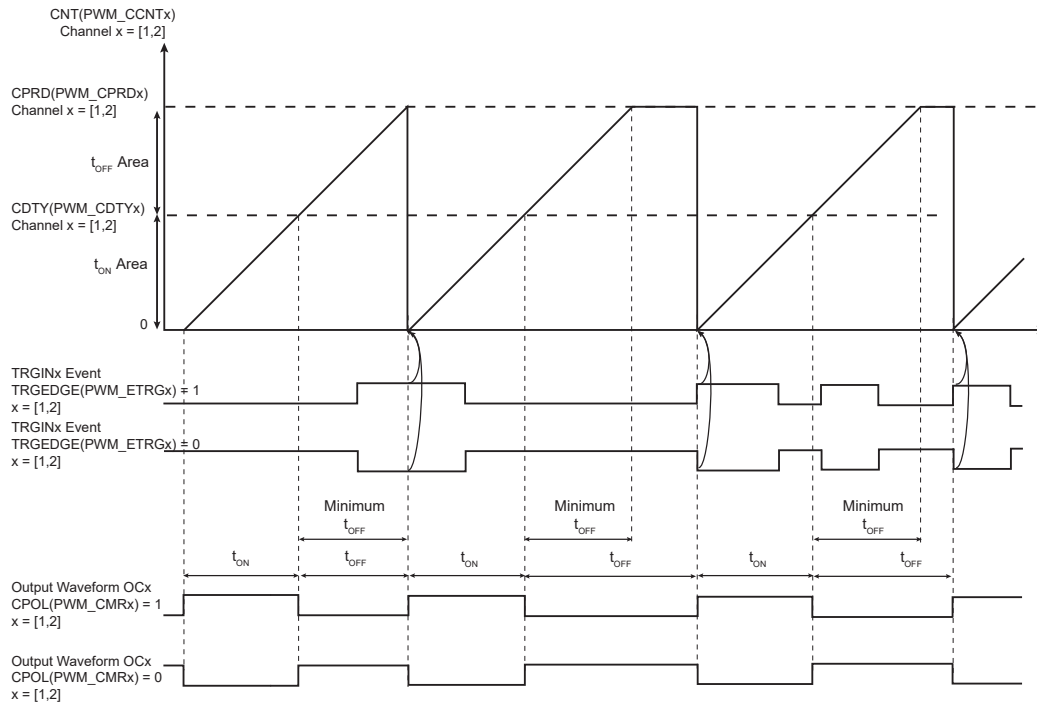 CNT(PWM_CCNTx)
Channel x = [1,2]
CPRD(PWM_CPRDx)
Channel x = [1,2]
tOFF Area
CDTY(PWM_CDTYx)
Channel x = [1,2]
tON Area
0
TRGINx Event
TRGEDGE(PWM_ETRGx) = 1
x = [1,2]
TRGINx Event
TRGEDGE(PWM_ETRGx) = 0
x = [1,2]
Minimum
tOFF
Minimum
tOFF
Minimum
tOFF
tON
tOFF
tON
tOFF
tON
tOFF
Output Waveform OCx
CPOL(PWM_CMRx) = 1
x = [1,2]
Output Waveform OCx
CPOL(PWM_CMRx) = 0
x = [1,2]